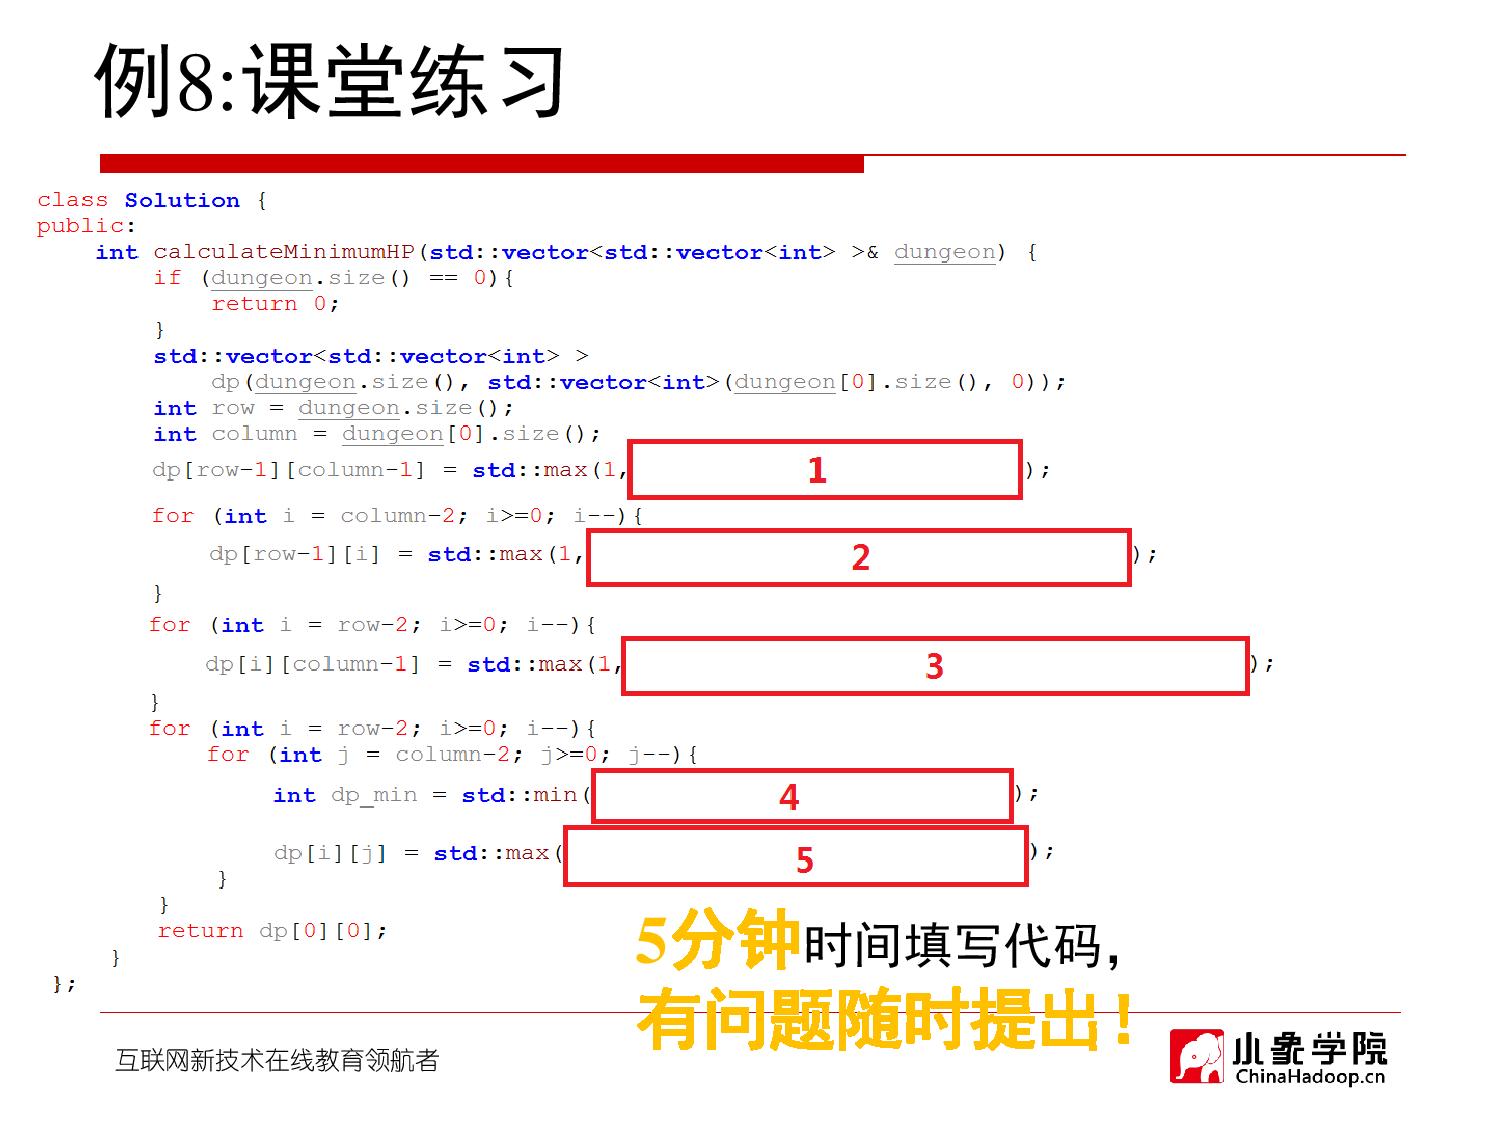 例8:课堂练习
class Solution {
public:
int calculateMinimumHP(std::vector<std::vector<int> >& dungeon) {
if (dungeon.size() == 0){
return 0;
}
std::vector<std::vector<int> >
dp(dungeon.size(), std::vector<int>(dungeon[0].size(), 0));
int row = dungeon.size();
int column = dungeon[0].size();
dp[row-1][column-1] = std::max(1, 1 );
for (int i = column-2; i>=0; i--){
dp[row-1][i] = std::max(1, 2 );
}
for (int i = row-2; i>=0; i--){
dp[i][column-1] = std::max(1, 3 );
}
for (int i = row-2; i>=0; i--){
for (int j = column-2; j>=0; j--){
int dp_min = std::min( 4 );
dp[i][j] = std::max( 5 );
}
}
return dp[0][0];
}
};
5分钟时间填写代码，
有问题随时提出！
互联网新技术在线教育领航者
小象学院
ChinaHadoop.cn